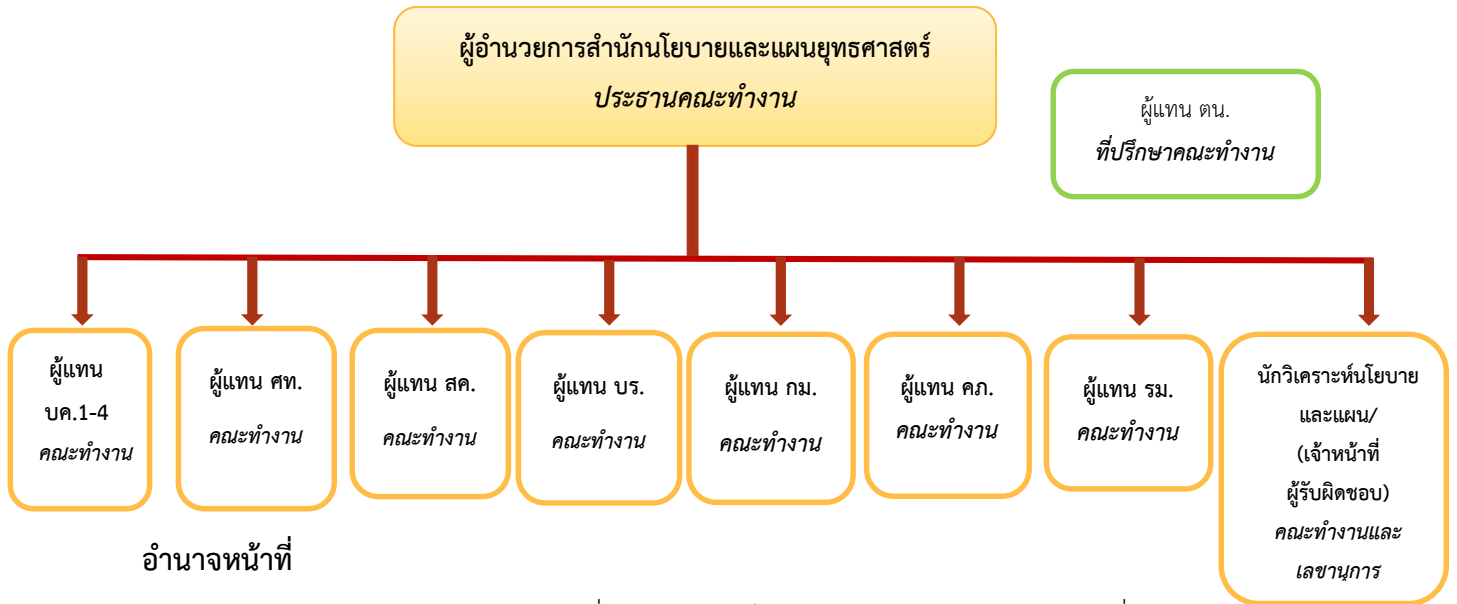 ผู้อำนวยการสำนักนโยบายและแผนยุทธศาสตร์
ประธานคณะทำงาน
ผู้แทน ตน.
ที่ปรึกษาคณะทำงาน
ผู้แทน
บค.1-4
คณะทำงาน
ผู้แทน ศท.
คณะทำงาน
ผู้แทน สค.
คณะทำงาน
ผู้แทน บร.
คณะทำงาน
ผู้แทน กม.
คณะทำงาน
ผู้แทน คภ.
คณะทำงาน
ผู้แทน รม.
คณะทำงาน
นักวิเคราะห์นโยบาย
และแผน/
(เจ้าหน้าที่
ผู้รับผิดชอบ)
คณะทำงานและ
เลขานุการ
อำนาจหน้าที่